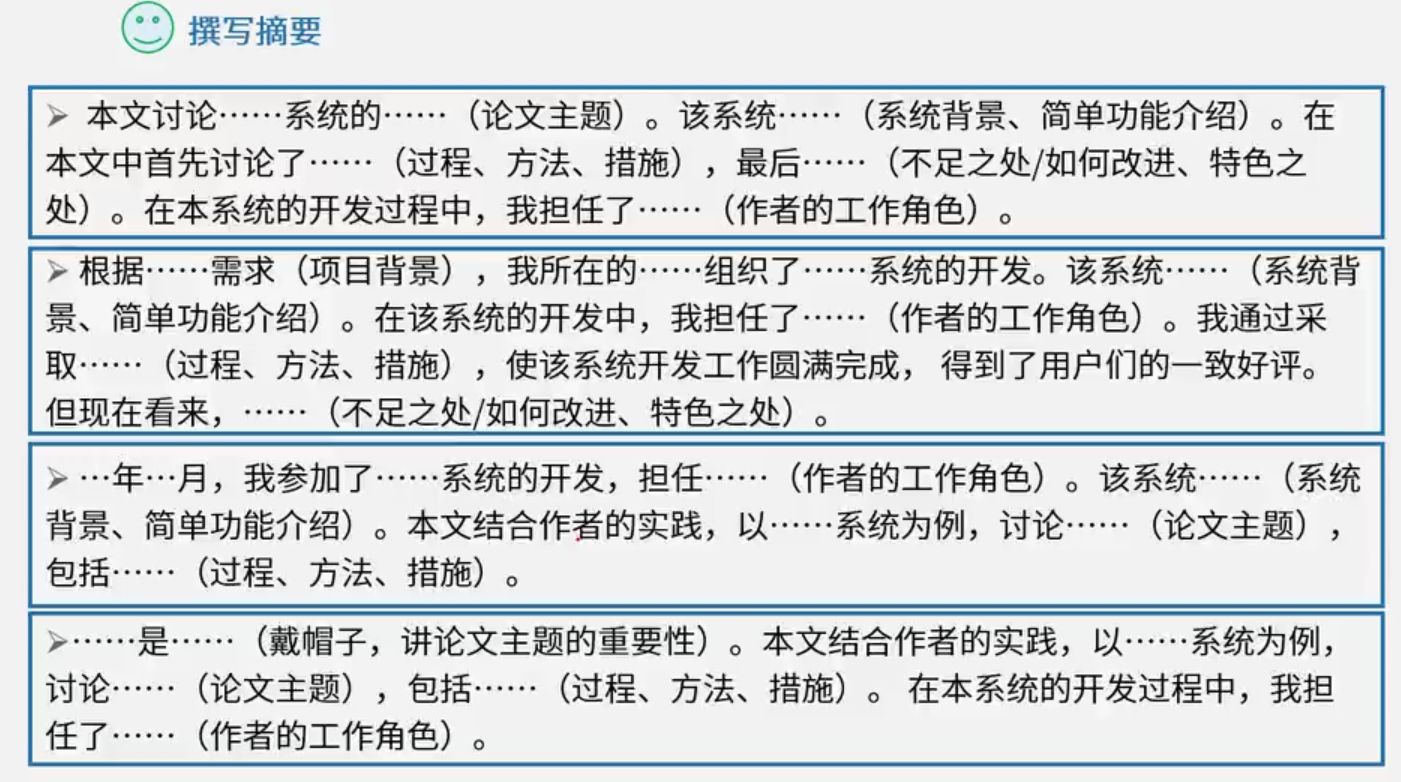 撰写摘要
➢ 本文讨论……系统的……（论文主题）。该系统……（系统背景、简单功能介绍）。在
本文中首先讨论了……（过程、方法、措施），最后……（不足之处/如何改进、特色之
处）。在本系统的开发过程中，我担任了……（作者的工作角色）。
➢ 根据……需求（项目背景），我所在的……组织了……系统的开发。该系统……（系统背
景、简单功能介绍）。在该系统的开发中，我担任了……（作者的工作角色）。我通过采
取……（过程、方法、措施），使该系统开发工作圆满完成， 得到了用户们的一致好评。
但现在看来，……（不足之处/如何改进、特色之处）。
➢ …年…月，我参加了……系统的开发，担任……（作者的工作角色）。该系统……（系统
背景、简单功能介绍）。本文结合作者的实践，以……系统为例，讨论……（论文主题），
包括……（过程、方法、措施）。
➢……是……（戴帽子，讲论文主题的重要性）。本文结合作者的实践，以……系统为例，
讨论……（论文主题），包括……（过程、方法、措施）。 在本系统的开发过程中，我担
任了……（作者的工作角色）。